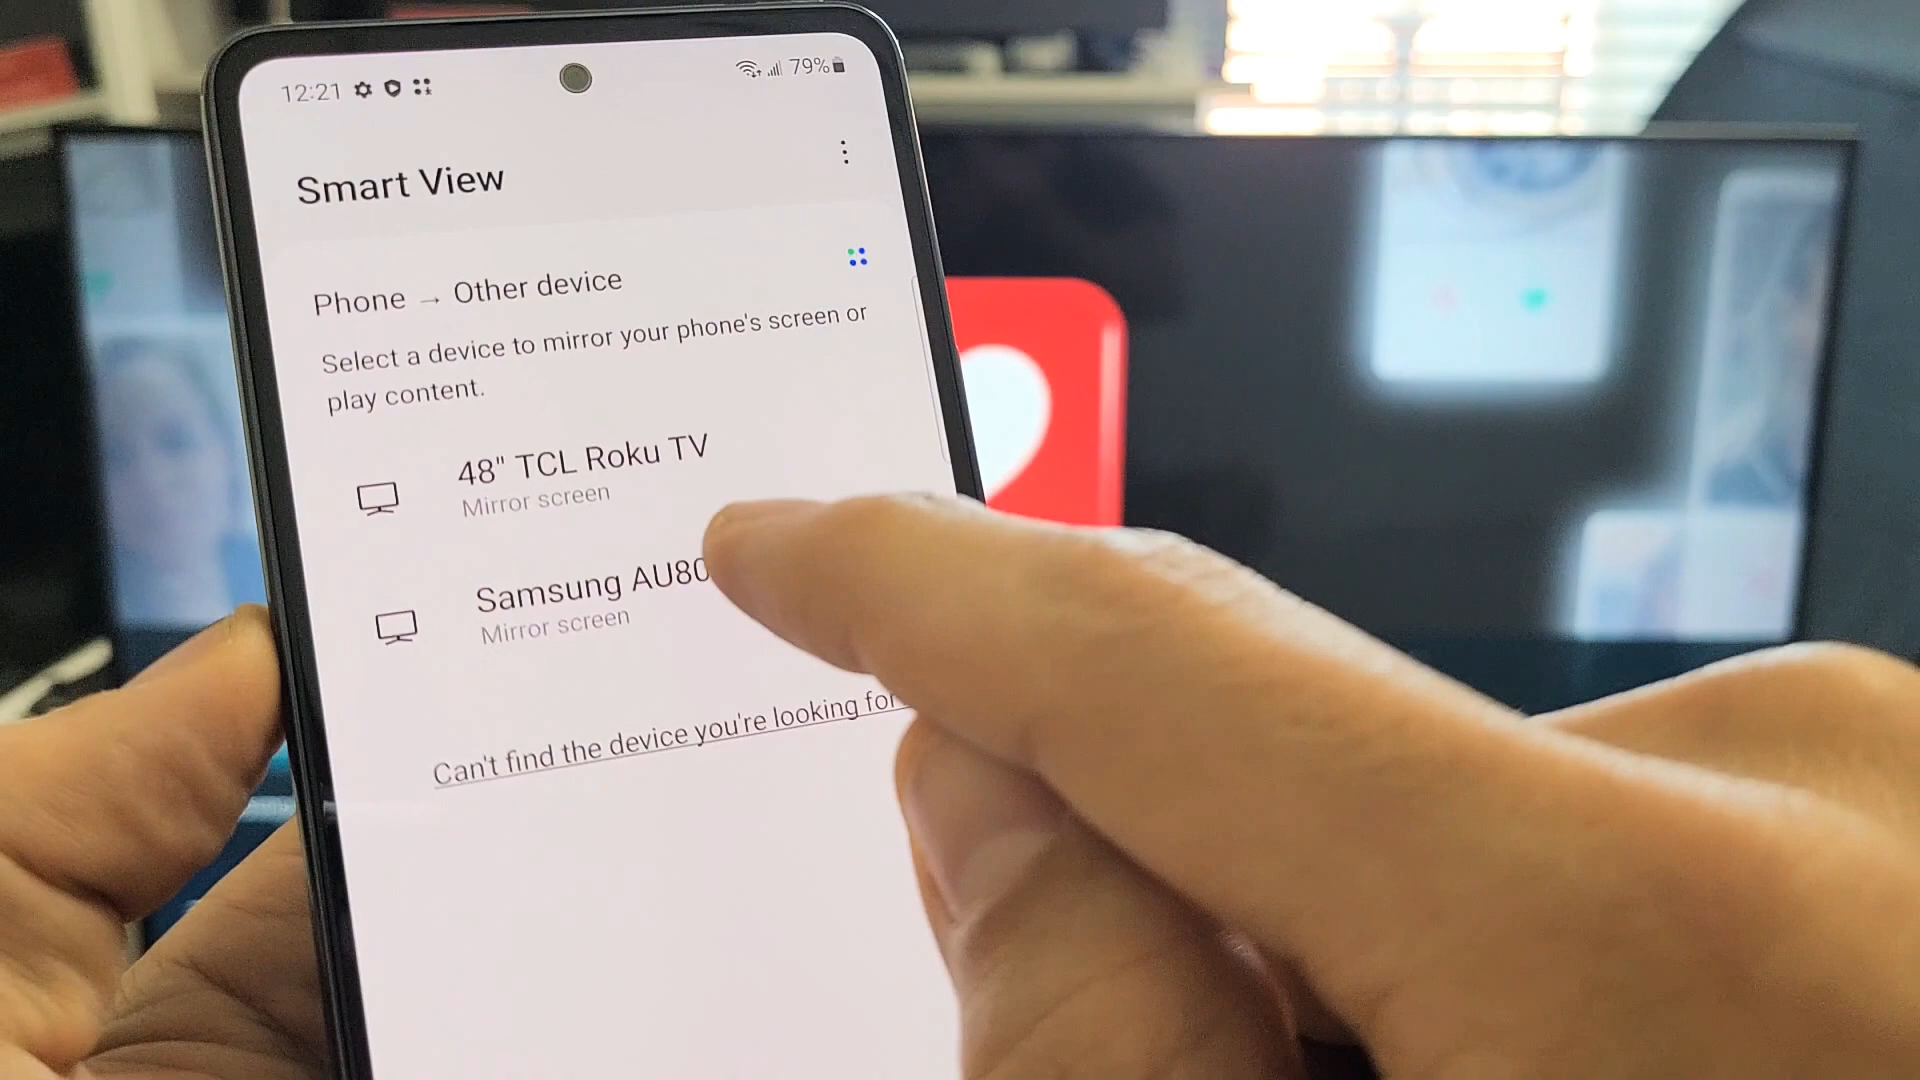 12:21
79%
Smart View
Phone → Other device
Select a device to mirror your phone's screen or
play content.
48" TCL Roku TV
Mirror screen
Samsung AU80
Mirror screen
Can't find the device you're looking for